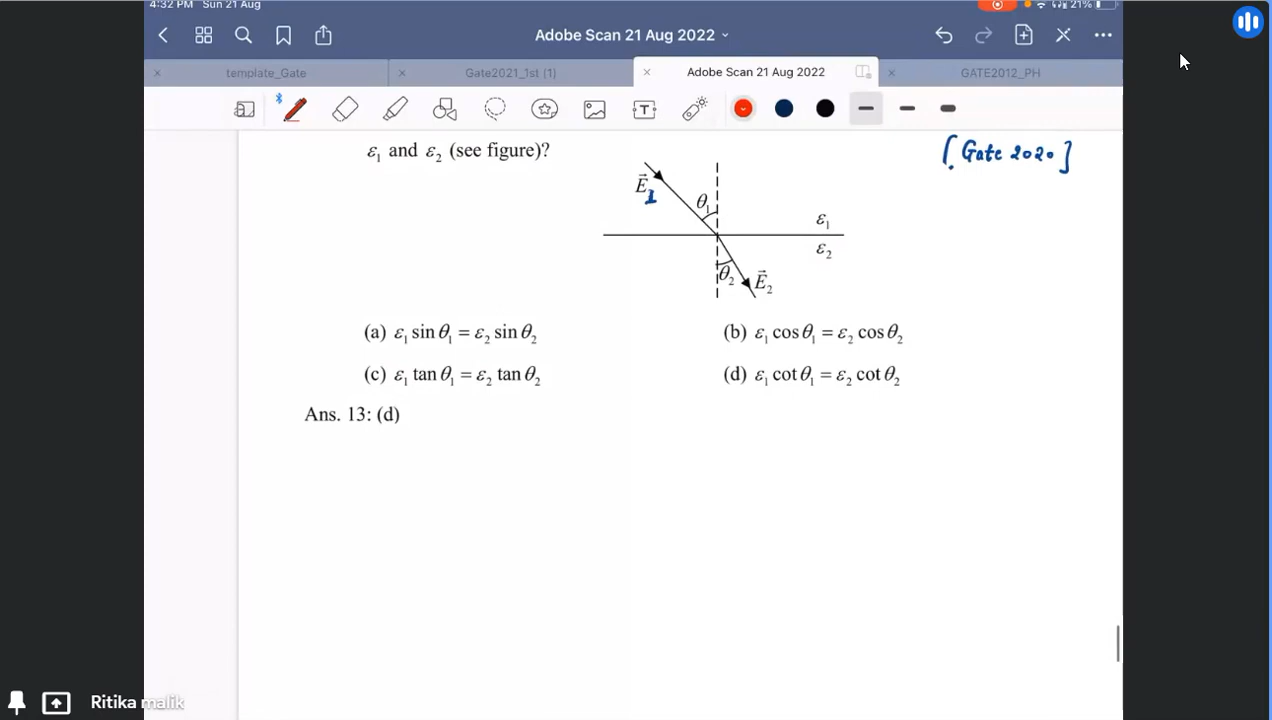 4:32 PM Sun 21 Aug
21%
Adobe Scan 21 Aug 2022
template_Gate
Gate2021_1st (1)
Adobe Scan 21 Aug 2022
GATE2012_PH
T
ε₁ and ε₂ (see figure)?
[Gate 2020]
E⃗₁
θ₁
ε₁
ε₂
θ₂
E⃗₂
(a) ε₁ sin θ₁ = ε₂ sin θ₂
(b) ε₁ cos θ₁ = ε₂ cos θ₂
(c) ε₁ tan θ₁ = ε₂ tan θ₂
(d) ε₁ cot θ₁ = ε₂ cot θ₂
Ans. 13: (d)
Ritika malik